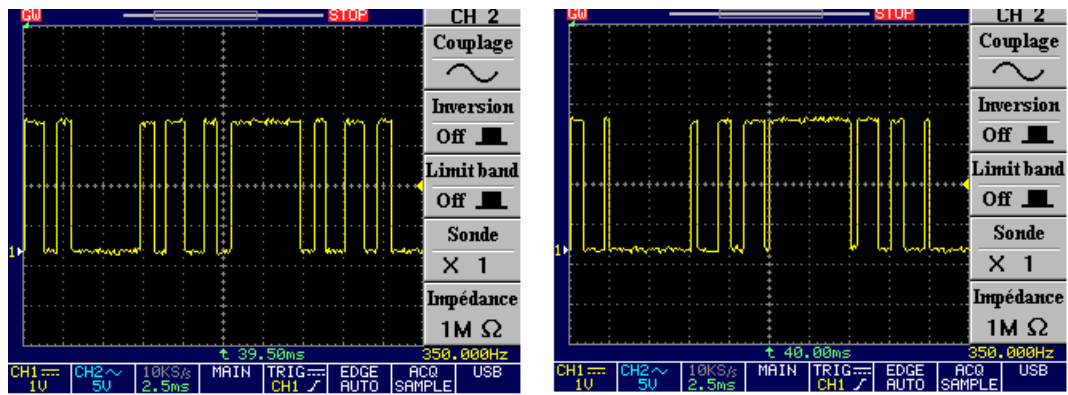 GW STOP CH 2
Couplage
Inversion
Off
Limit band
Off
Sonde
X 1
Impédance
1M Ω
1
39.50ms 350.000Hz
CH1 CH2 10KS/s MAIN TRIG EDGE ACQ USB
1V 5V 2.5ms CH1 AUTO SAMPLE
GW STOP CH 2
Couplage
Inversion
Off
Limit band
Off
Sonde
X 1
Impédance
1M Ω
1
40.00ms 350.000Hz
CH1 CH2 10KS/s MAIN TRIG EDGE ACQ USB
1V 5V 2.5ms CH1 AUTO SAMPLE